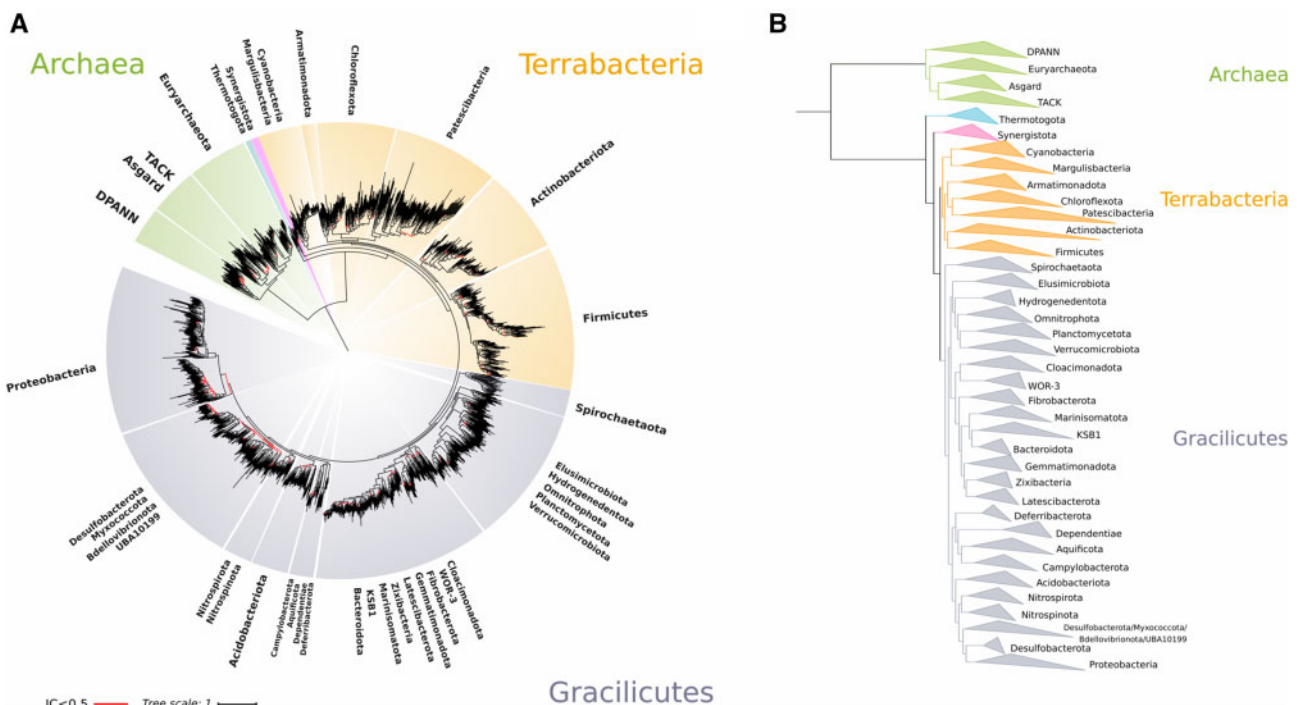 A
Archaea
Terrabacteria
Euryarchaeota
TACK
Asgard
DPANN
Thermotogota
Synergistota
Margulisbacteria
Cyanobacteria
Armatimonadota
Chloroflexota
Patescibacteria
Actinobacteriota
Firmicutes
Spirochaetaota
Elusimicrobiota
Hydrogenedentota
Omnitrophota
Planctomycetota
Verrucomicrobiota
Cloacimonadota
WOR-3
Fibrobacterota
Gemmatimonadota
Latescibacterota
Zixibacteria
Marinisomatota
KSB1
Bacteroidota
Deferribacterota
Dependentiae
Aquificota
Campylobacterota
Acidobacteriota
Nitrospinota
Nitrospirota
Desulfobacterota
Myxococcota
Bdellovibrionota
UBA10199
Proteobacteria
Gracilicutes
IC<0.5
Tree scale: 1
B
DPANN
Euryarchaeota
Asgard
TACK
Archaea
Thermotogota
Synergistota
Cyanobacteria
Margulisbacteria
Armatimonadota
Chloroflexota
Patescibacteria
Actinobacteriota
Firmicutes
Terrabacteria
Spirochaetaota
Elusimicrobiota
Hydrogenedentota
Omnitrophota
Planctomycetota
Verrucomicrobiota
Cloacimonadota
WOR-3
Fibrobacterota
Marinisomatota
KSB1
Bacteroidota
Gemmatimonadota
Zixibacteria
Latescibacterota
Deferribacterota
Dependentiae
Aquificota
Campylobacterota
Acidobacteriota
Nitrospirota
Nitrospinota
Desulfobacterota/Myxococcota/
Bdellovibrionota/UBA10199
Desulfobacterota
Proteobacteria
Gracilicutes